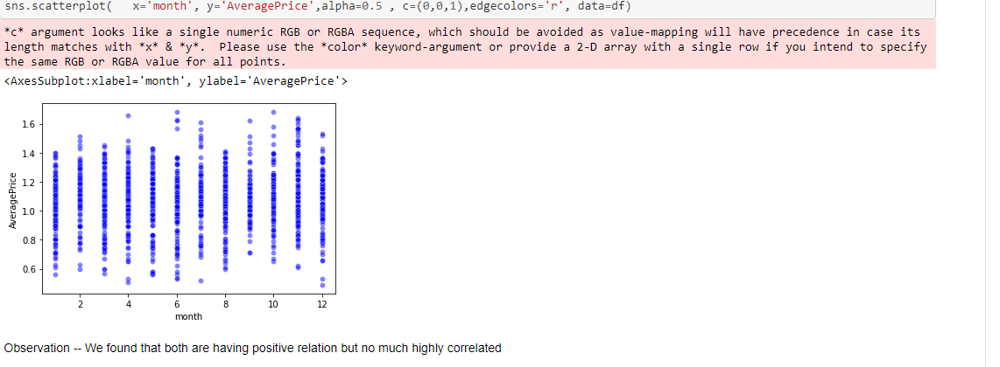 sns.scatterplot(   x='month', y='AveragePrice',alpha=0.5 , c=(0,0,1),edgecolors='r', data=df)
*c* argument looks like a single numeric RGB or RGBA sequence, which should be avoided as value-mapping will have precedence in case its
length matches with *x* & *y*.  Please use the *color* keyword-argument or provide a 2-D array with a single row if you intend to specify
the same RGB or RGBA value for all points.
<AxesSubplot:xlabel='month', ylabel='AveragePrice'>
1.6
1.4
1.2
1.0
0.8
0.6
AveragePrice
2 4 6 8 10 12
month
Observation -- We found that both are having positive relation but no much highly correlated